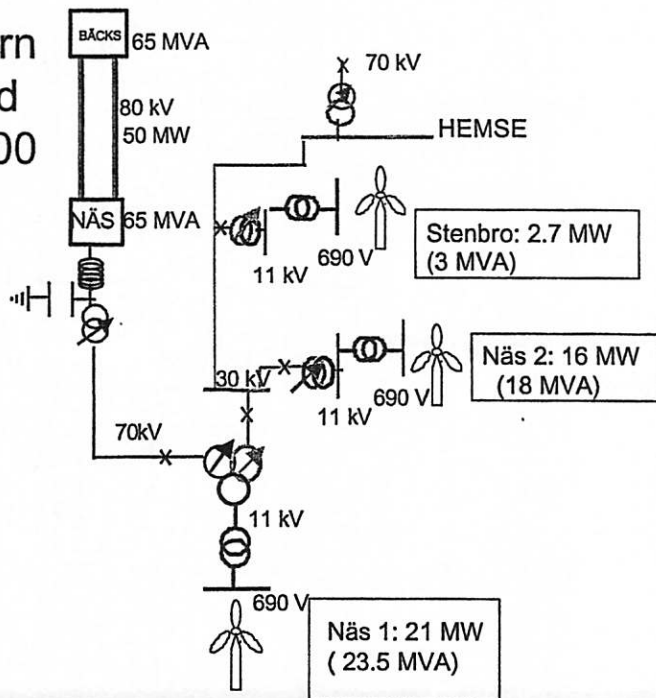 rn
d
00
BÄCKS
65 MVA
80 kV
50 MW
NÄS
65 MVA
70 kV
HEMSE
11 kV
690 V
Stenbro: 2.7 MW
(3 MVA)
30 kV
11 kV
690 V
Näs 2: 16 MW
(18 MVA)
70kV
11 kV
690 V
Näs 1: 21 MW
( 23.5 MVA)